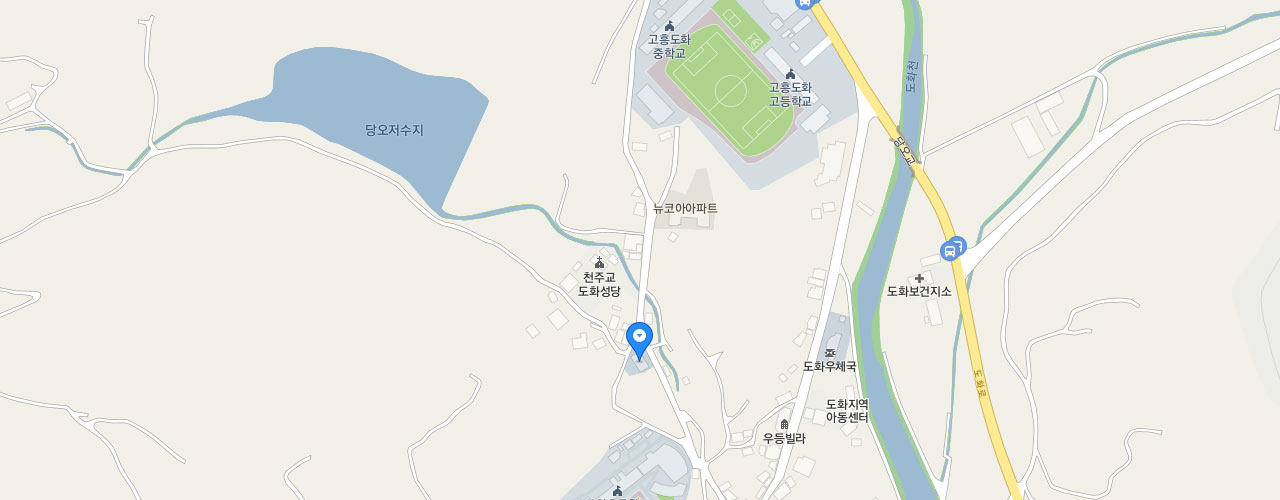 고흥도화
중학교
고흥도화
고등학교
도화천
당오저수지
당오교
뉴코아아파트
천주교
도화성당
도화보건지소
도화우체국
도화로
도화지역
아동센터
우등빌라